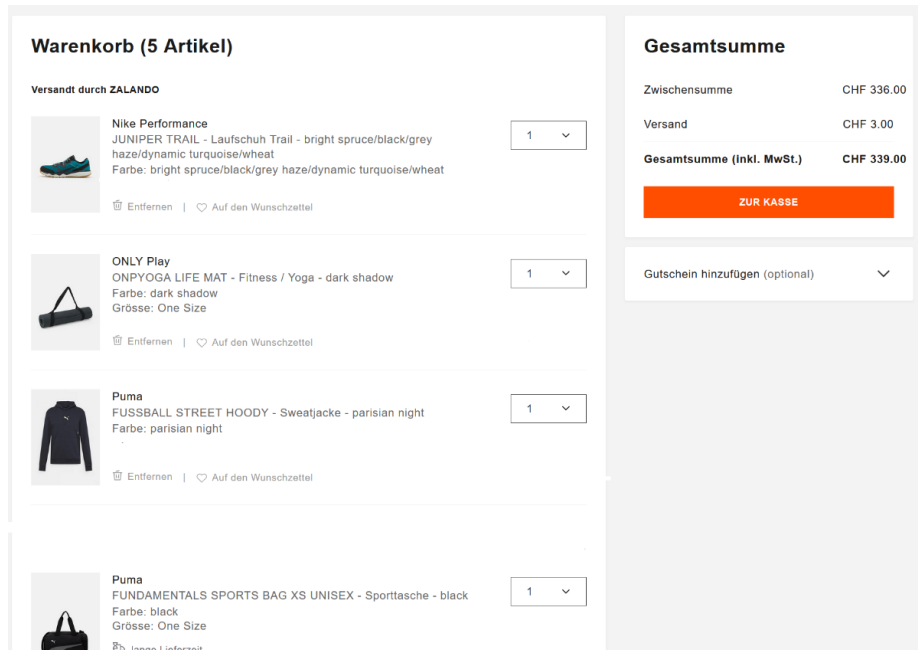 Warenkorb (5 Artikel)
Versandt durch ZALANDO
Nike Performance
JUNIPER TRAIL - Laufschuh Trail - bright spruce/black/grey
haze/dynamic turquoise/wheat
Farbe: bright spruce/black/grey haze/dynamic turquoise/wheat
1
Entfernen | Auf den Wunschzettel
ONLY Play
ONPYOGA LIFE MAT - Fitness / Yoga - dark shadow
Farbe: dark shadow
Grösse: One Size
1
Entfernen | Auf den Wunschzettel
Puma
FUSSBALL STREET HOODY - Sweatjacke - parisian night
Farbe: parisian night
1
Entfernen | Auf den Wunschzettel
Puma
FUNDAMENTALS SPORTS BAG XS UNISEX - Sporttasche - black
Farbe: black
Grösse: One Size
1
lange Lieferzeit
Gesamtsumme
Zwischensumme CHF 336.00
Versand CHF 3.00
Gesamtsumme (inkl. MwSt.) CHF 339.00
ZUR KASSE
Gutschein hinzufügen (optional)